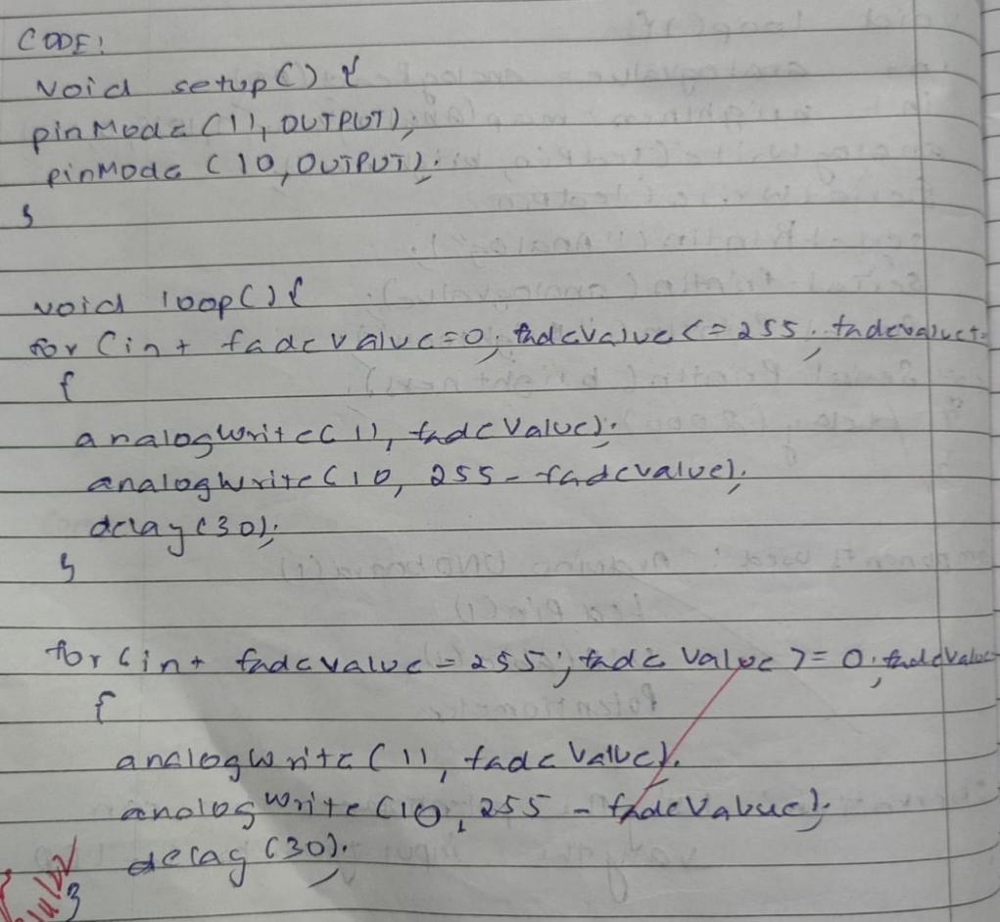 CODE:
void setup() {
pinMode (11, OUTPUT);
pinMode (10, OUTPUT);
}
void loop() {
for (int fadeValue=0; fadeValue<=255; fadevalue+
{
analogWrite(11, fadeValue);
analogWrite(10, 255-fadevalue);
delay(30);
}
for (int fadevalue=255; fade Value >=0; fadeValue
{
analogWrite (11, fadeValue);
analogWrite (10, 255 - fadeValue);
delay (30);
}